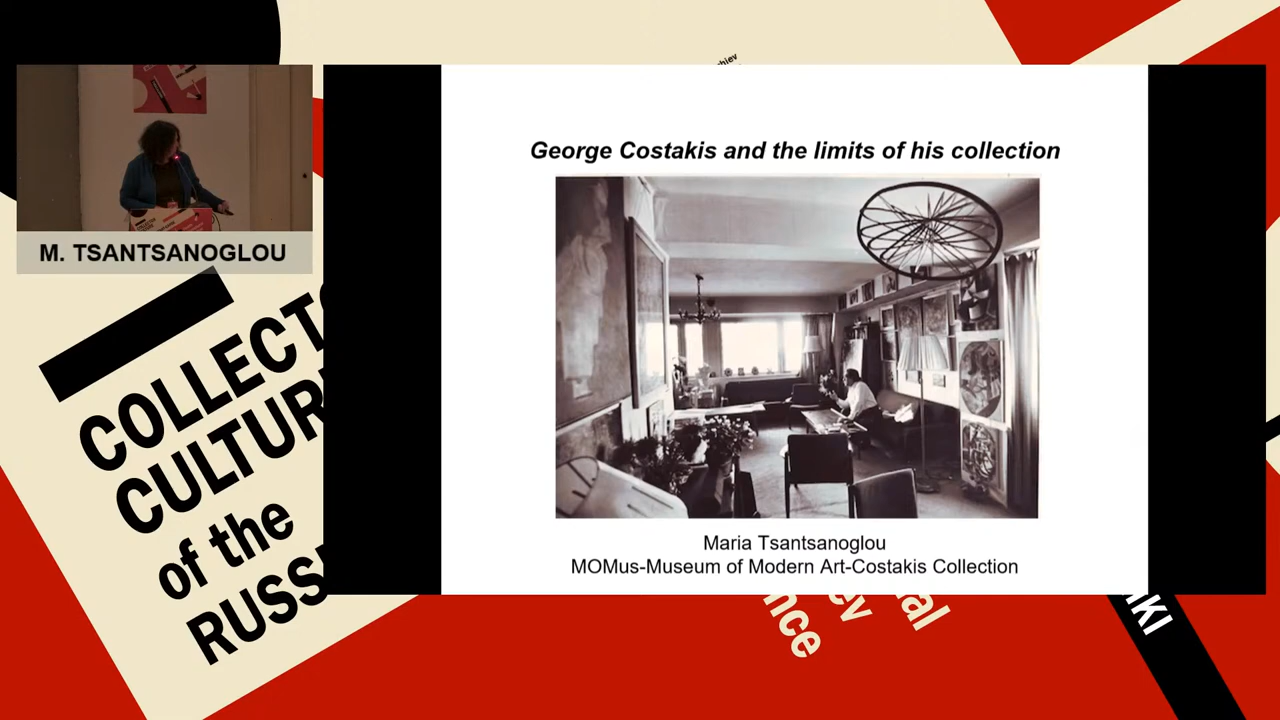 M. TSANTSANOGLOU
George Costakis and the limits of his collection
Maria Tsantsanoglou
MOMus-Museum of Modern Art-Costakis Collection
COLLECT
CULTUR
of the
RUSS